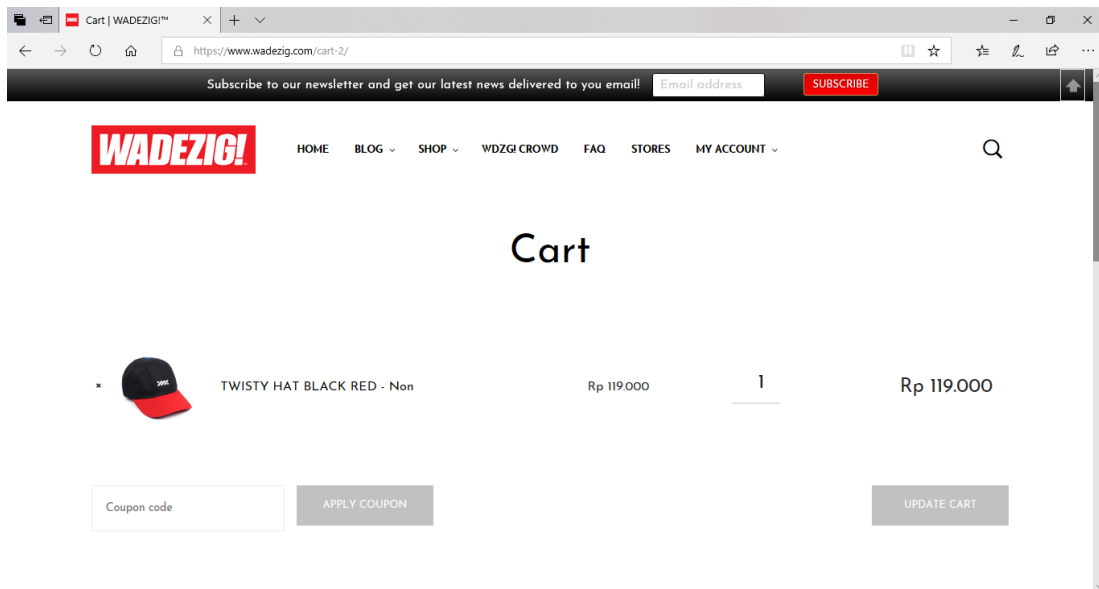 Cart | WADEZIG!™
https://www.wadezig.com/cart-2/
Subscribe to our newsletter and get our latest news delivered to you email! Email address SUBSCRIBE
WADEZIG! HOME BLOG SHOP WDZG! CROWD FAQ STORES MY ACCOUNT
Cart
TWISTY HAT BLACK RED - Non Rp 119.000 1 Rp 119.000
Coupon code APPLY COUPON UPDATE CART